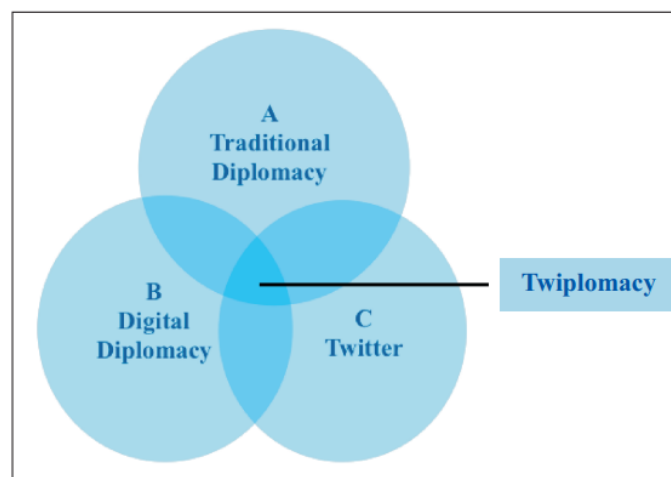 A
Traditional
Diplomacy
B
Digital
Diplomacy
C
Twitter
Twiplomacy